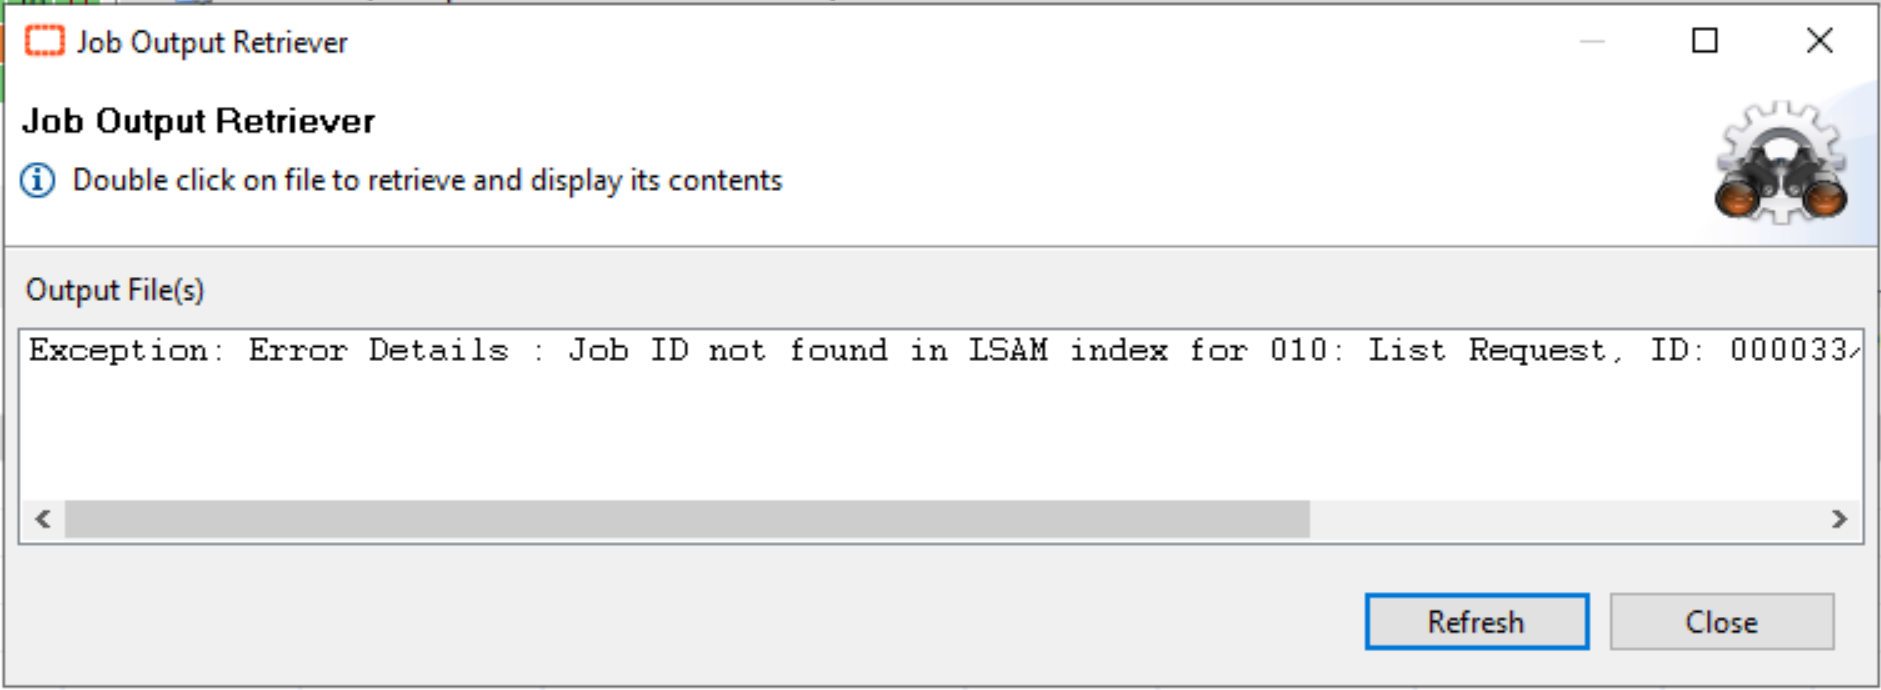 Job Output Retriever
Job Output Retriever
Double click on file to retrieve and display its contents
Output File(s)
Exception: Error Details : Job ID not found in LSAM index for 010: List Request, ID: 000033
Refresh
Close